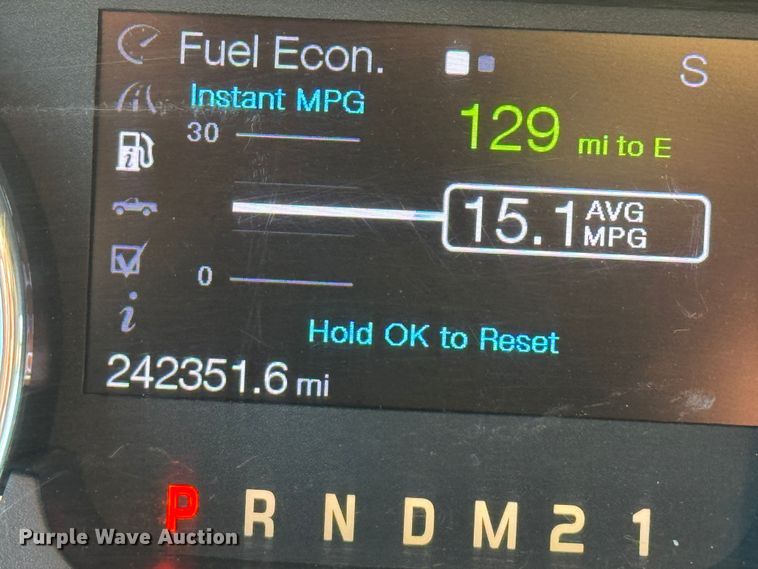 Fuel Econ.
S
Instant MPG
30
129 mi to E
15.1 AVG MPG
0
Hold OK to Reset
242351.6 mi
P R N D M 2 1
Purple Wave Auction